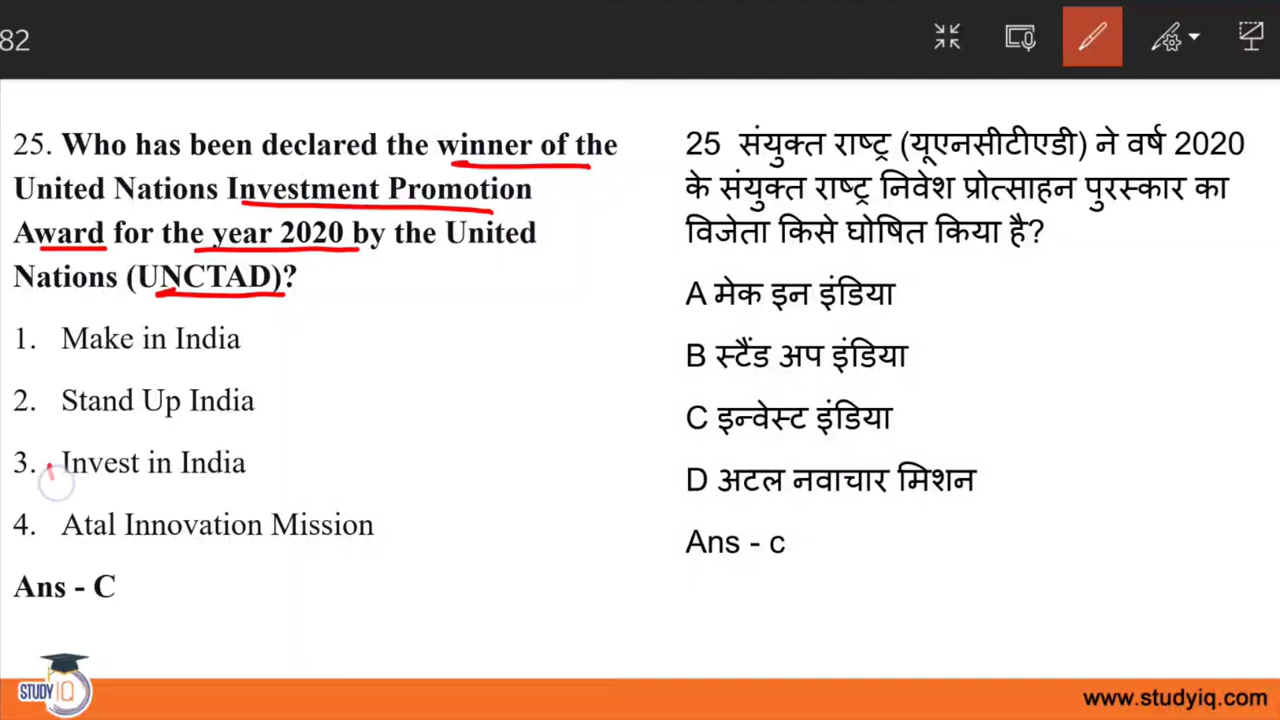 82
25. Who has been declared the winner of the
United Nations Investment Promotion
Award for the year 2020 by the United
Nations (UNCTAD)?
1. Make in India
2. Stand Up India
3. Invest in India
4. Atal Innovation Mission
Ans - C
25 संयुक्त राष्ट्र (यूएनसीटीएडी) ने वर्ष 2020
के संयुक्त राष्ट्र निवेश प्रोत्साहन पुरस्कार का
विजेता किसे घोषित किया है?
A मेक इन इंडिया
B स्टैंड अप इंडिया
C इन्वेस्ट इंडिया
D अटल नवाचार मिशन
Ans - c
STUDY IQ
www.studyiq.com